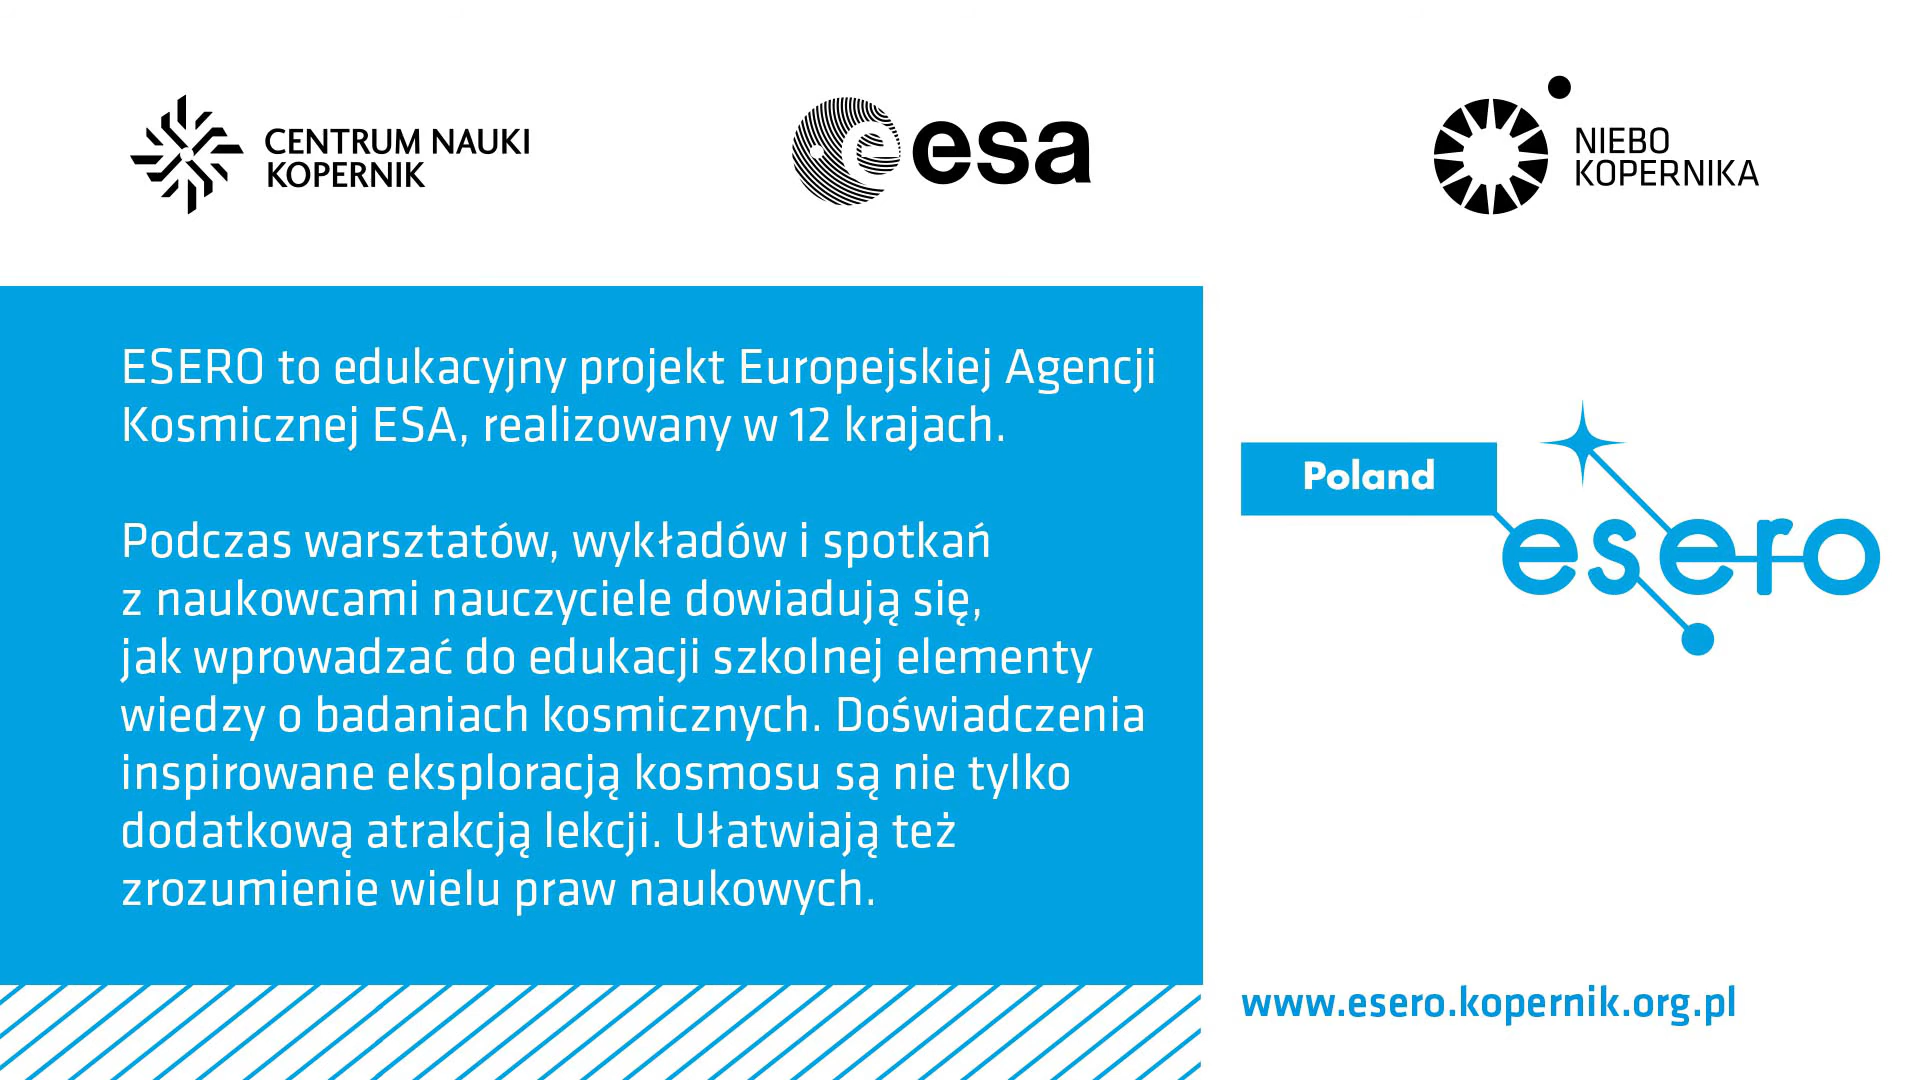 CENTRUM NAUKI
KOPERNIK
esa
NIEBO
KOPERNIKA
ESERO to edukacyjny projekt Europejskiej Agencji
Kosmicznej ESA, realizowany w 12 krajach.
Podczas warsztatów, wykładów i spotkań
z naukowcami nauczyciele dowiadują się,
jak wprowadzać do edukacji szkolnej elementy
wiedzy o badaniach kosmicznych. Doświadczenia
inspirowane eksploracją kosmosu są nie tylko
dodatkową atrakcją lekcji. Ułatwiają też
zrozumienie wielu praw naukowych.
Poland
esero
www.esero.kopernik.org.pl